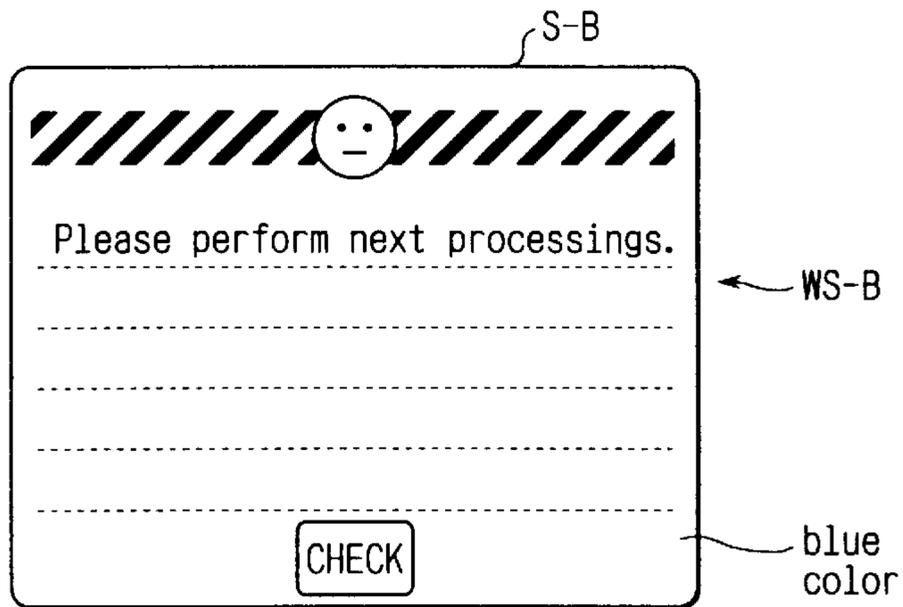 S-B
Please perform next processings.
WS-B
CHECK
blue
color